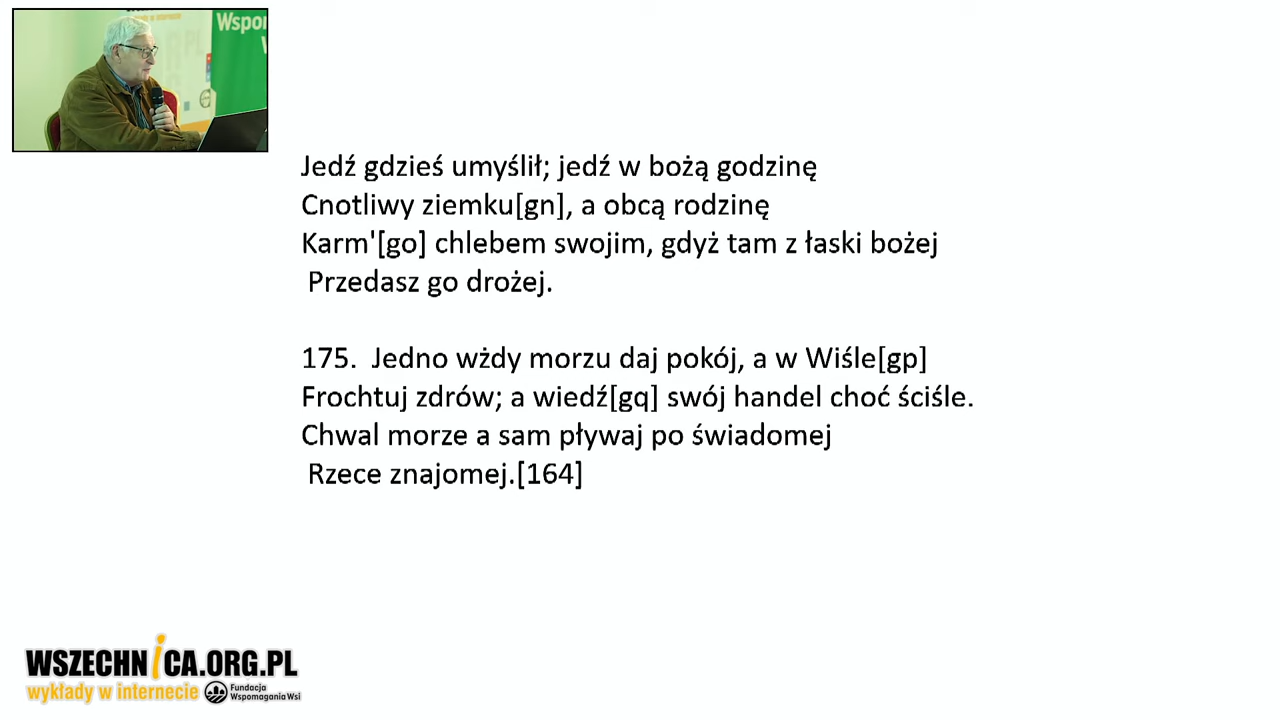 Wspo
W
Jedź gdzieś umyślił; jedź w bożą godzinę
Cnotliwy ziemku[gn], a obcą rodzinę
Karm'[go] chlebem swojim, gdyż tam z łaski bożej
Przedasz go drożej.
175. Jedno wżdy morzu daj pokój, a w Wiśle[gp]
Frochtuj zdrów; a wiedź[gq] swój handel choć ściśle.
Chwal morze a sam pływaj po świadomej
Rzece znajomej.[164]
WSZECHNiCA.ORG.PL
wykłady w internecie
Fundacja
Wspomagania Wsi